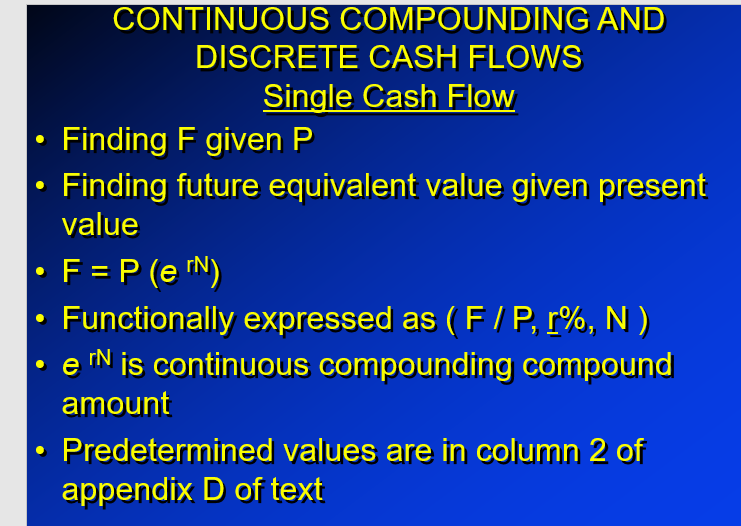 CONTINUOUS COMPOUNDING AND
DISCRETE CASH FLOWS
Single Cash Flow
• Finding F given P
• Finding future equivalent value given present
value
• F = P (e rN)
• Functionally expressed as ( F / P, r%, N )
• e rN is continuous compounding compound
amount
• Predetermined values are in column 2 of
appendix D of text